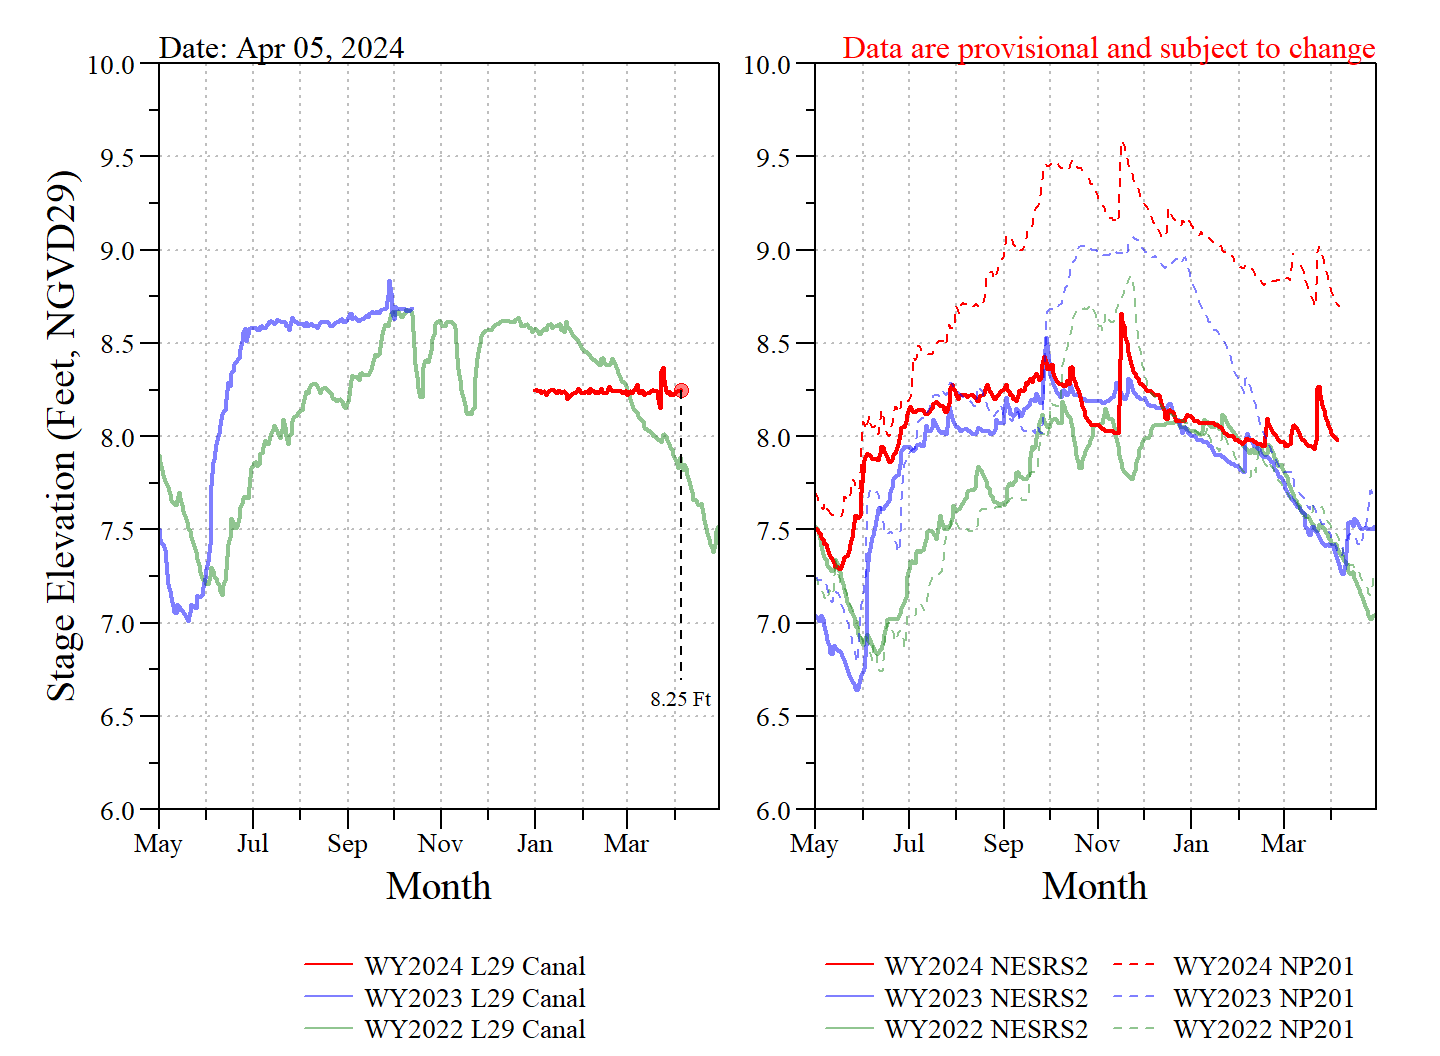 Date: Apr 05, 2024
Data are provisional and subject to change
Stage Elevation (Feet, NGVD29)
10.0
9.5
9.0
8.5
8.0
7.5
7.0
6.5
6.0
8.25 Ft
May Jul Sep Nov Jan Mar
Month
10.0
9.5
9.0
8.5
8.0
7.5
7.0
6.5
6.0
May Jul Sep Nov Jan Mar
Month
WY2024 L29 Canal
WY2023 L29 Canal
WY2022 L29 Canal
WY2024 NESRS2 WY2024 NP201
WY2023 NESRS2 WY2023 NP201
WY2022 NESRS2 WY2022 NP201